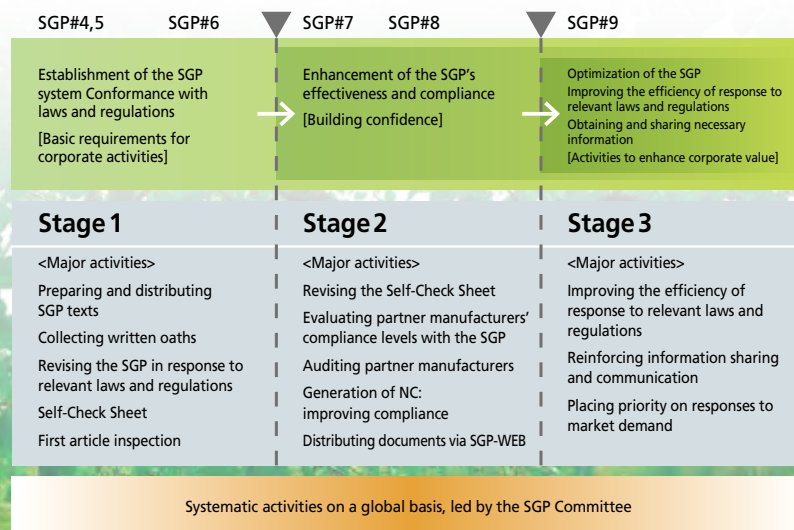 SGP#4,5 SGP#6 SGP#7 SGP#8 SGP#9
Establishment of the SGP
system Conformance with
laws and regulations
[Basic requirements for
corporate activities]
Enhancement of the SGP's
effectiveness and compliance
[Building confidence]
Optimization of the SGP
Improving the efficiency of response to
relevant laws and regulations
Obtaining and sharing necessary
information
[Activities to enhance corporate value]
Stage 1
<Major activities>
Preparing and distributing
SGP texts
Collecting written oaths
Revising the SGP in response to
relevant laws and regulations
Self-Check Sheet
First article inspection
Stage 2
<Major activities>
Revising the Self-Check Sheet
Evaluating partner manufacturers'
compliance levels with the SGP
Auditing partner manufacturers
Generation of NC:
improving compliance
Distributing documents via SGP-WEB
Stage 3
<Major activities>
Improving the efficiency of
response to relevant laws and
regulations
Reinforcing information sharing
and communication
Placing priority on responses to
market demand
Systematic activities on a global basis, led by the SGP Committee